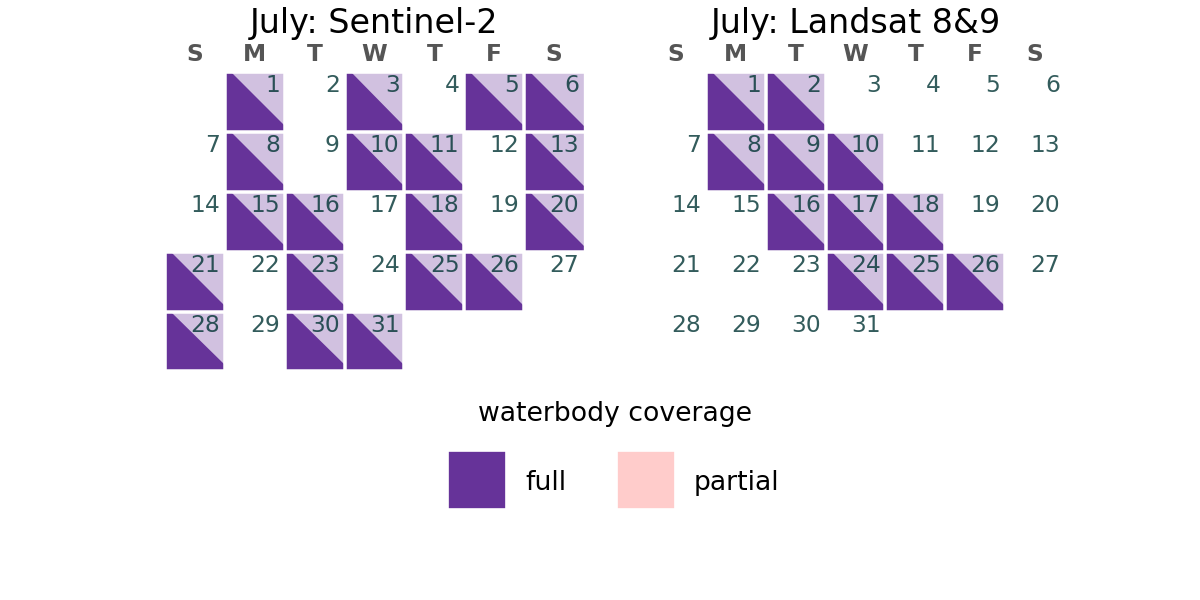 July: Sentinel-2
S M T W T F S
1 2 3 4 5 6
7 8 9 10 11 12 13
14 15 16 17 18 19 20
21 22 23 24 25 26 27
28 29 30 31
July: Landsat 8&9
S M T W T F S
1 2 3 4 5 6
7 8 9 10 11 12 13
14 15 16 17 18 19 20
21 22 23 24 25 26 27
28 29 30 31
waterbody coverage
full partial